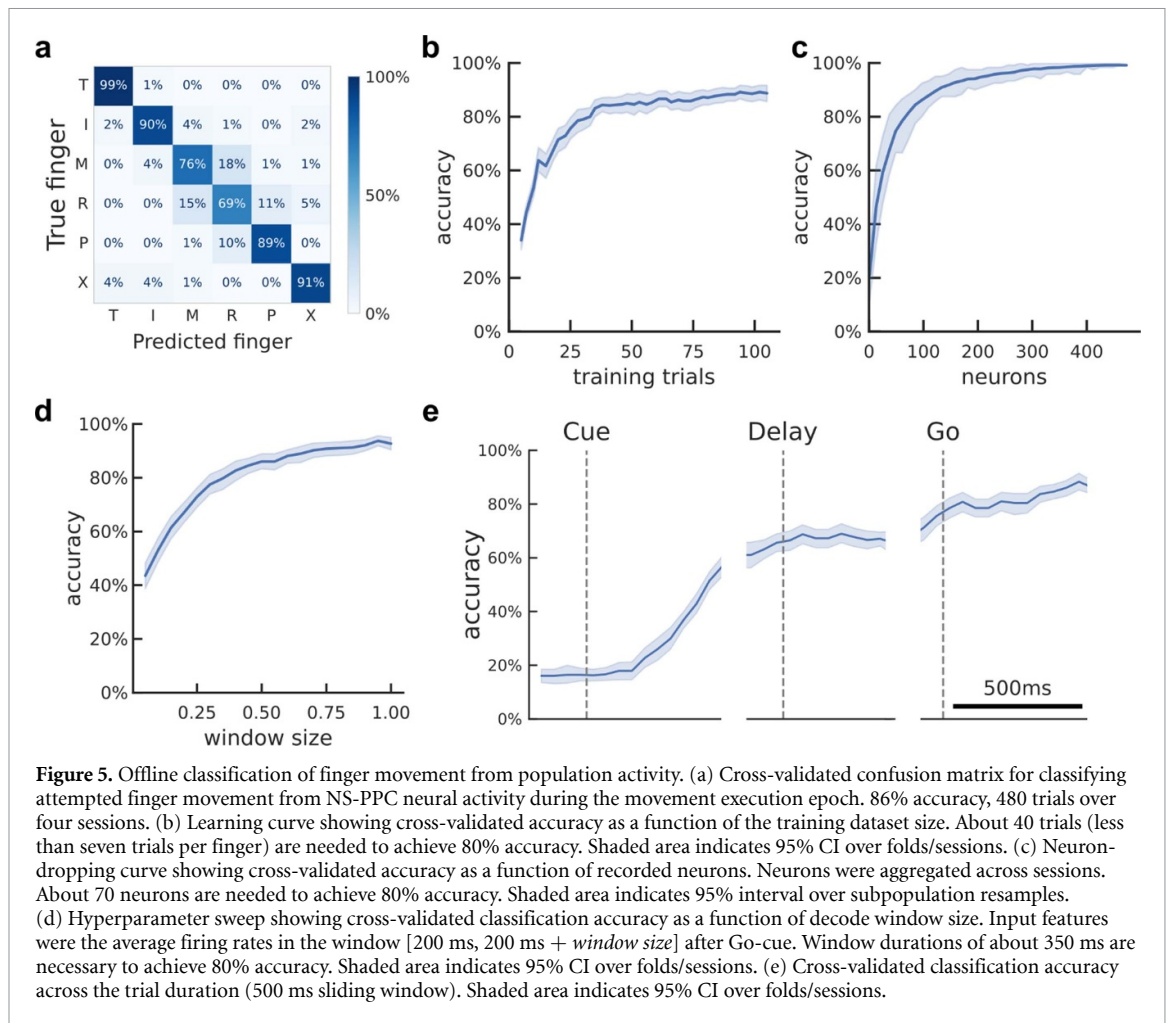 a
T 99% 1% 0% 0% 0% 0%
I 2% 90% 4% 1% 0% 2%
M 0% 4% 76% 18% 1% 1%
R 0% 0% 15% 69% 11% 5%
P 0% 0% 1% 10% 89% 0%
X 4% 4% 1% 0% 0% 91%
T I M R P X
True finger
Predicted finger
100%
50%
0%
b
100%
80%
60%
40%
20%
0%
accuracy
0 25 50 75 100
training trials
c
100%
80%
60%
40%
20%
0%
accuracy
0 100 200 300 400
neurons
d
100%
80%
60%
40%
20%
0%
accuracy
0.25 0.50 0.75 1.00
window size
e
Cue Delay Go
100%
80%
60%
40%
20%
0%
accuracy
500ms
Figure 5. Offline classification of finger movement from population activity. (a) Cross-validated confusion matrix for classifying
attempted finger movement from NS-PPC neural activity during the movement execution epoch. 86% accuracy, 480 trials over
four sessions. (b) Learning curve showing cross-validated accuracy as a function of the training dataset size. About 40 trials (less
than seven trials per finger) are needed to achieve 80% accuracy. Shaded area indicates 95% CI over folds/sessions. (c) Neuron-
dropping curve showing cross-validated accuracy as a function of recorded neurons. Neurons were aggregated across sessions.
About 70 neurons are needed to achieve 80% accuracy. Shaded area indicates 95% interval over subpopulation resamples.
(d) Hyperparameter sweep showing cross-validated classification accuracy as a function of decode window size. Input features
were the average firing rates in the window [200 ms, 200 ms + window size] after Go-cue. Window durations of about 350 ms are
necessary to achieve 80% accuracy. Shaded area indicates 95% CI over folds/sessions. (e) Cross-validated classification accuracy
across the trial duration (500 ms sliding window). Shaded area indicates 95% CI over folds/sessions.